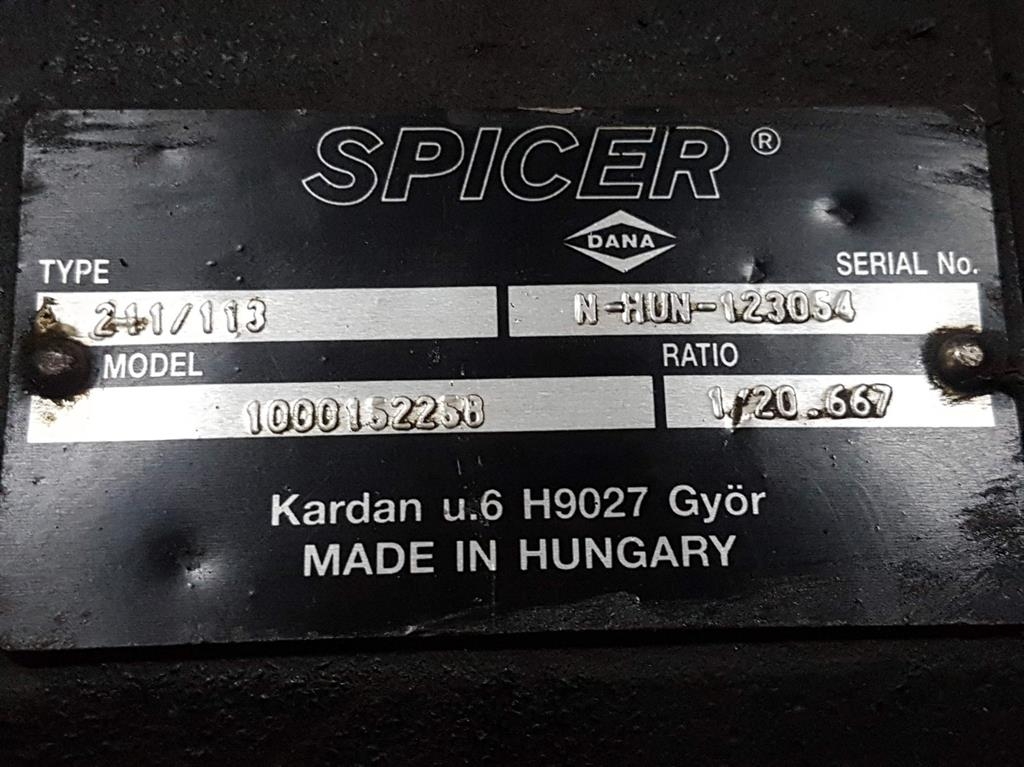 SPICER®
DANA
TYPE SERIAL No.
211/113 N-HUN-123054
MODEL RATIO
1000152258 1/20.667
Kardan u.6 H9027 Györ
MADE IN HUNGARY